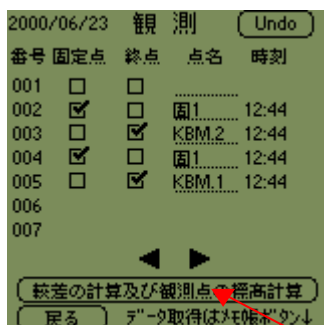 2000/06/23 観測 Undo
番号 固定点 終点 点名 時刻
001
002 固1 12:44
003 KBM.2 12:44
004 固1 12:44
005 KBM.1 12:44
006
007
較差の計算及び観測点の標高計算
戻る データ取得はメモ帳ボタン↓